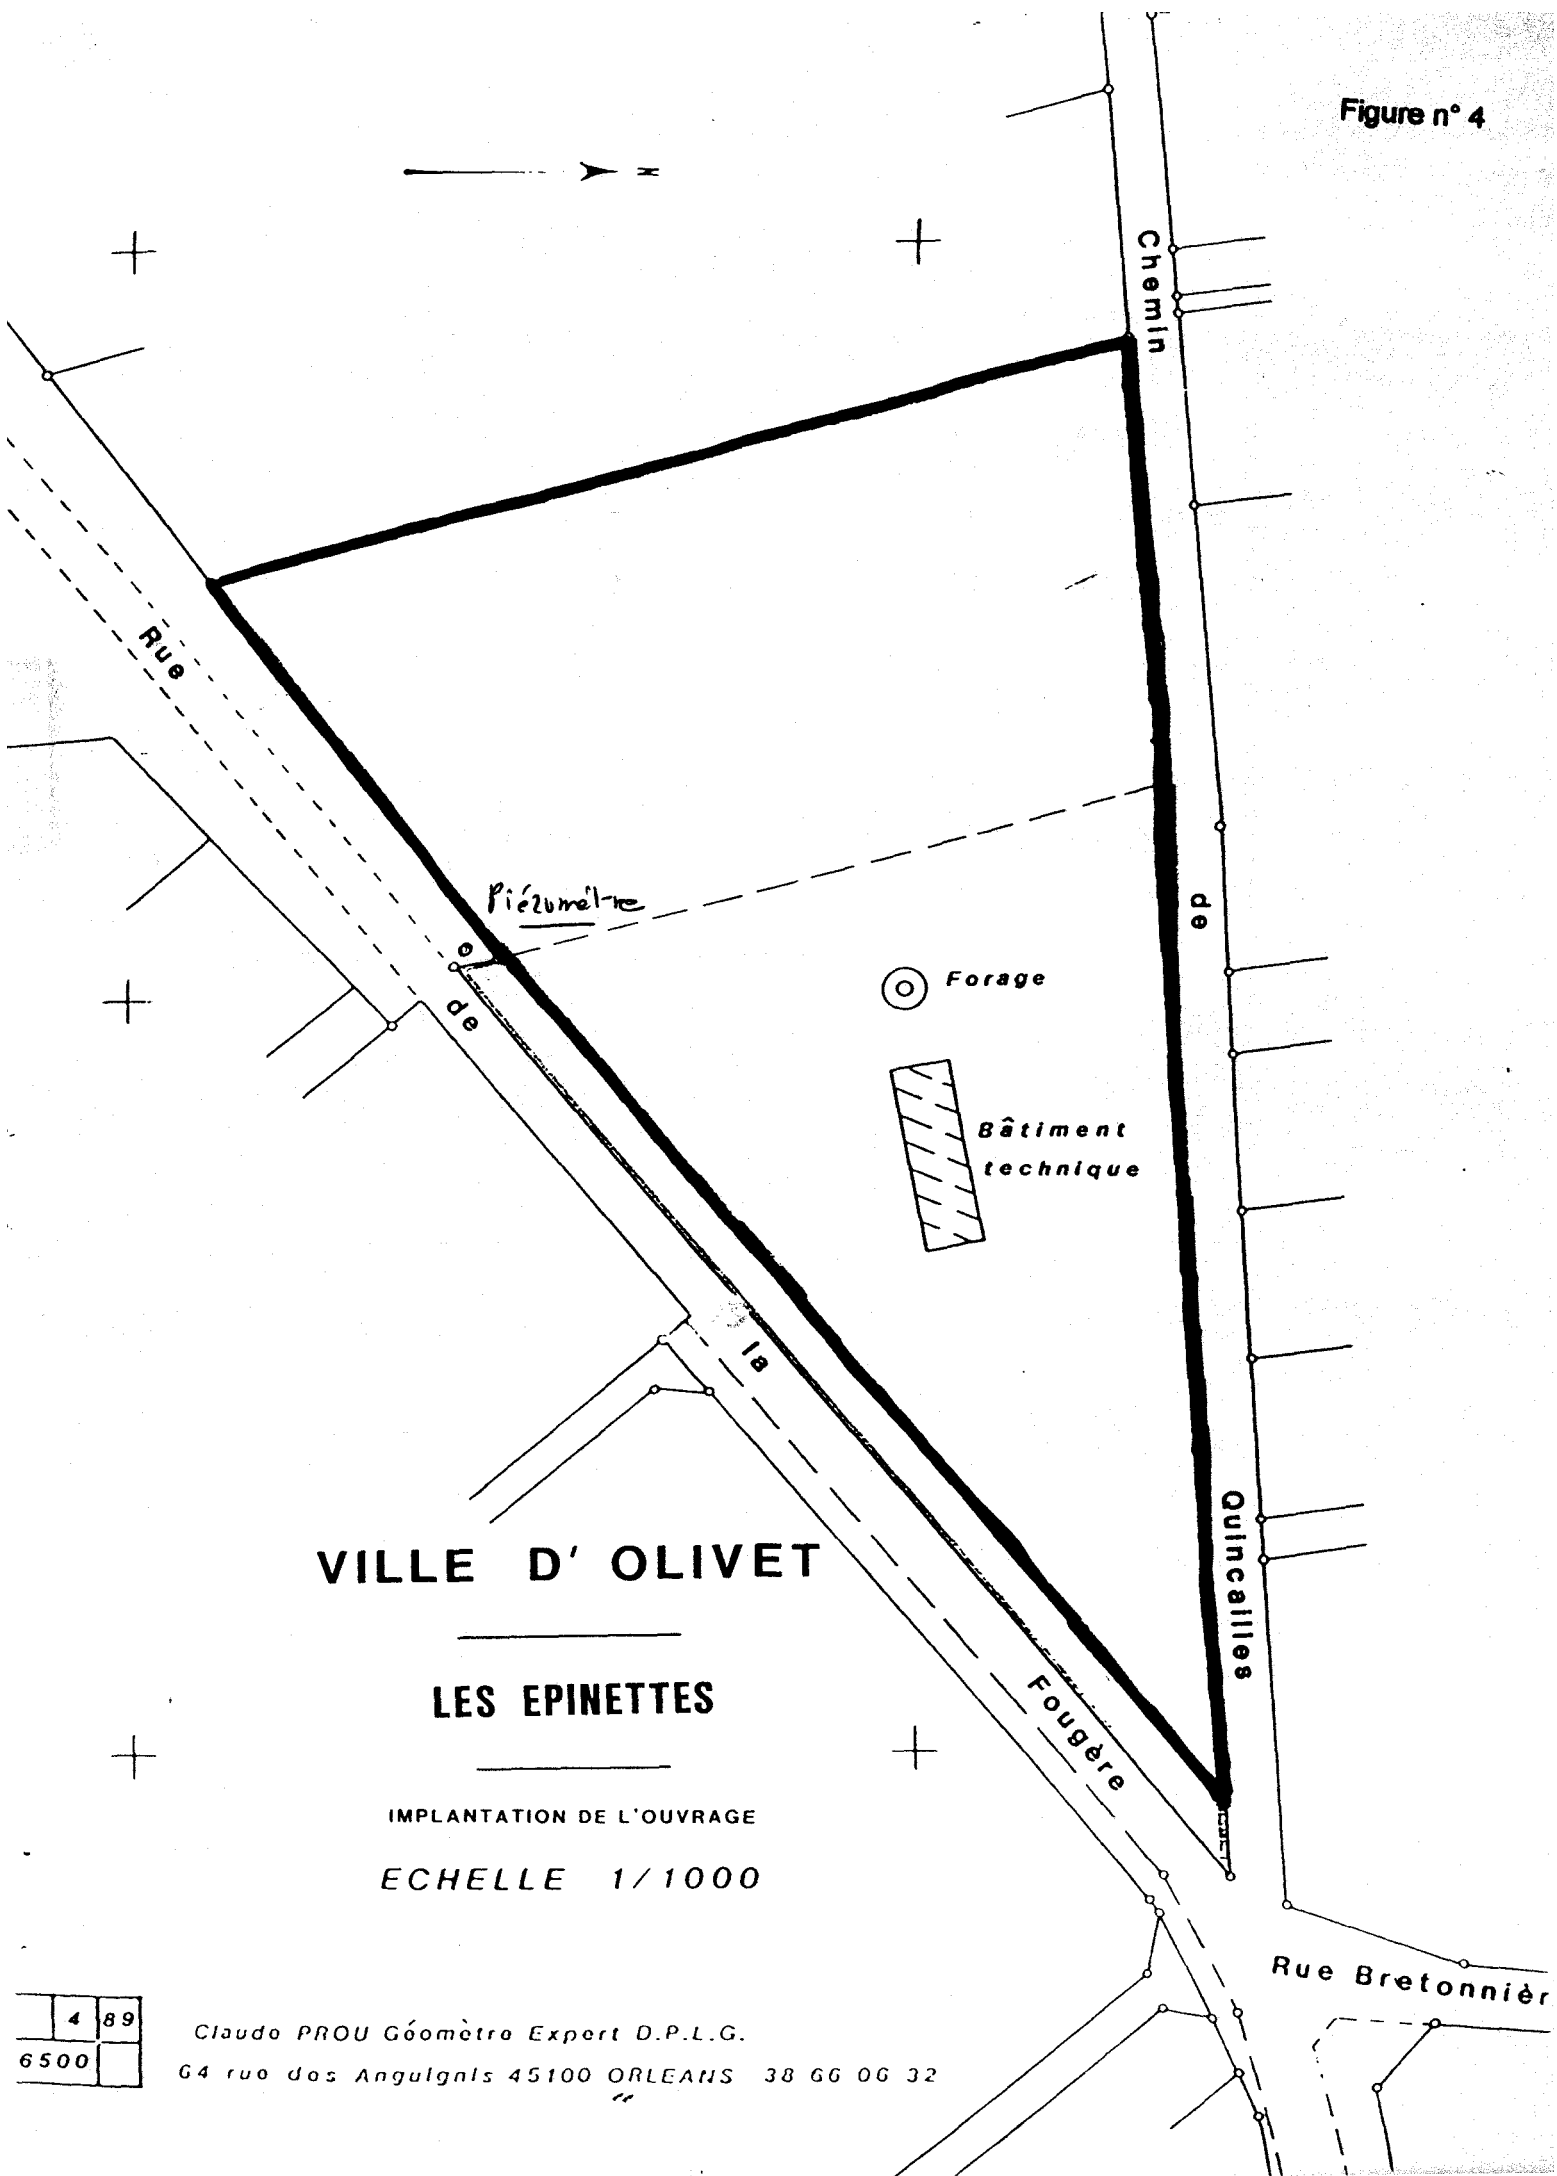 Figure n° 4
N
Chemin
de
Quincailles
Rue
de
la
Fougère
Piézomètre
Forage
Bâtiment
technique
VILLE D' OLIVET
LES EPINETTES
IMPLANTATION DE L'OUVRAGE
ECHELLE 1/1000
Rue Bretonnièr
4 89
6500
Claude PROU Géomètre Expert D.P.L.G.
64 rue des Anguignis 45100 ORLEANS 38 66 06 32